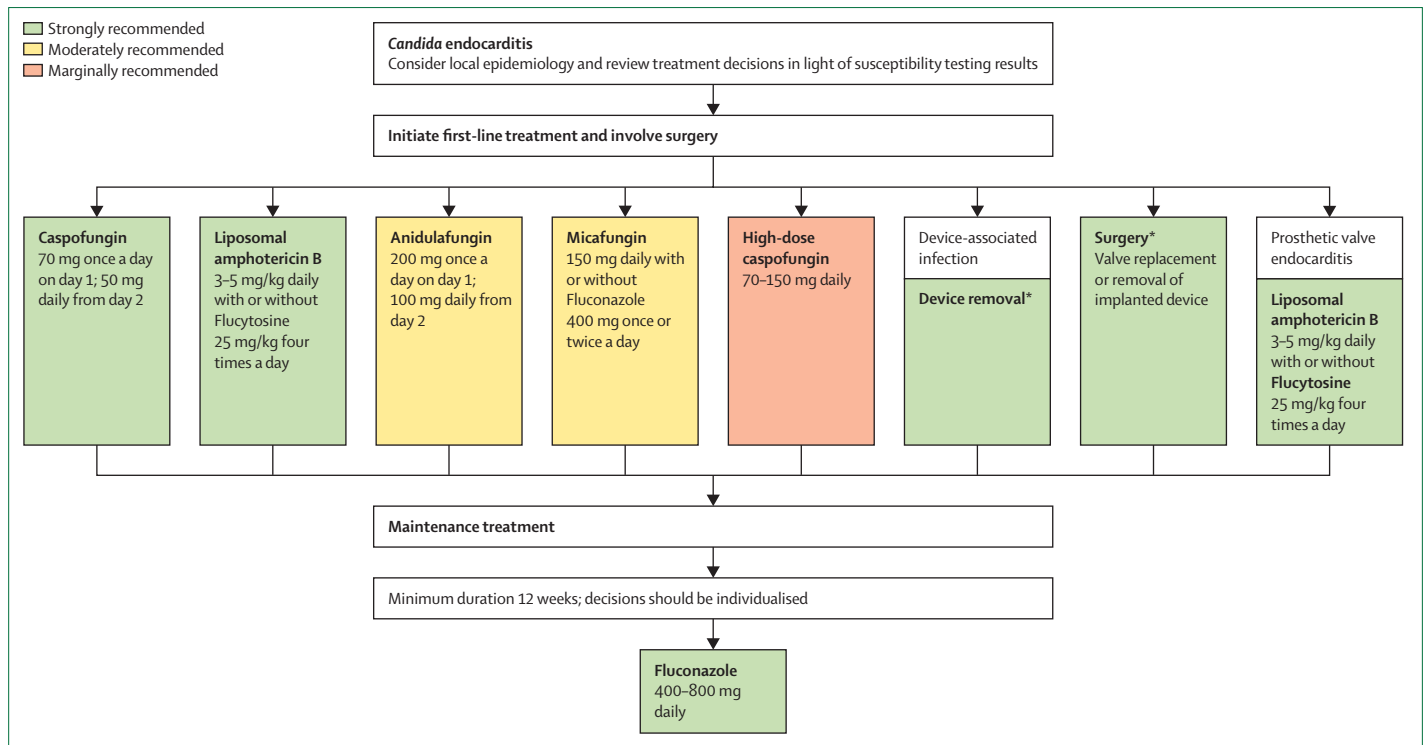 Strongly recommended
Moderately recommended
Marginally recommended
Candida endocarditis
Consider local epidemiology and review treatment decisions in light of susceptibility testing results
Initiate first-line treatment and involve surgery
Caspofungin
70 mg once a day
on day 1; 50 mg
daily from day 2
Liposomal
amphotericin B
3–5 mg/kg daily
with or without
Flucytosine
25 mg/kg four
times a day
Anidulafungin
200 mg once a
day on day 1;
100 mg daily from
day 2
Micafungin
150 mg daily with
or without
Fluconazole
400 mg once or
twice a day
High-dose
caspofungin
70–150 mg daily
Device-associated
infection
Device removal*
Surgery*
Valve replacement
or removal of
implanted device
Prosthetic valve
endocarditis
Liposomal
amphotericin B
3–5 mg/kg daily
with or without
Flucytosine
25 mg/kg four
times a day
Maintenance treatment
Minimum duration 12 weeks; decisions should be individualised
Fluconazole
400–800 mg
daily